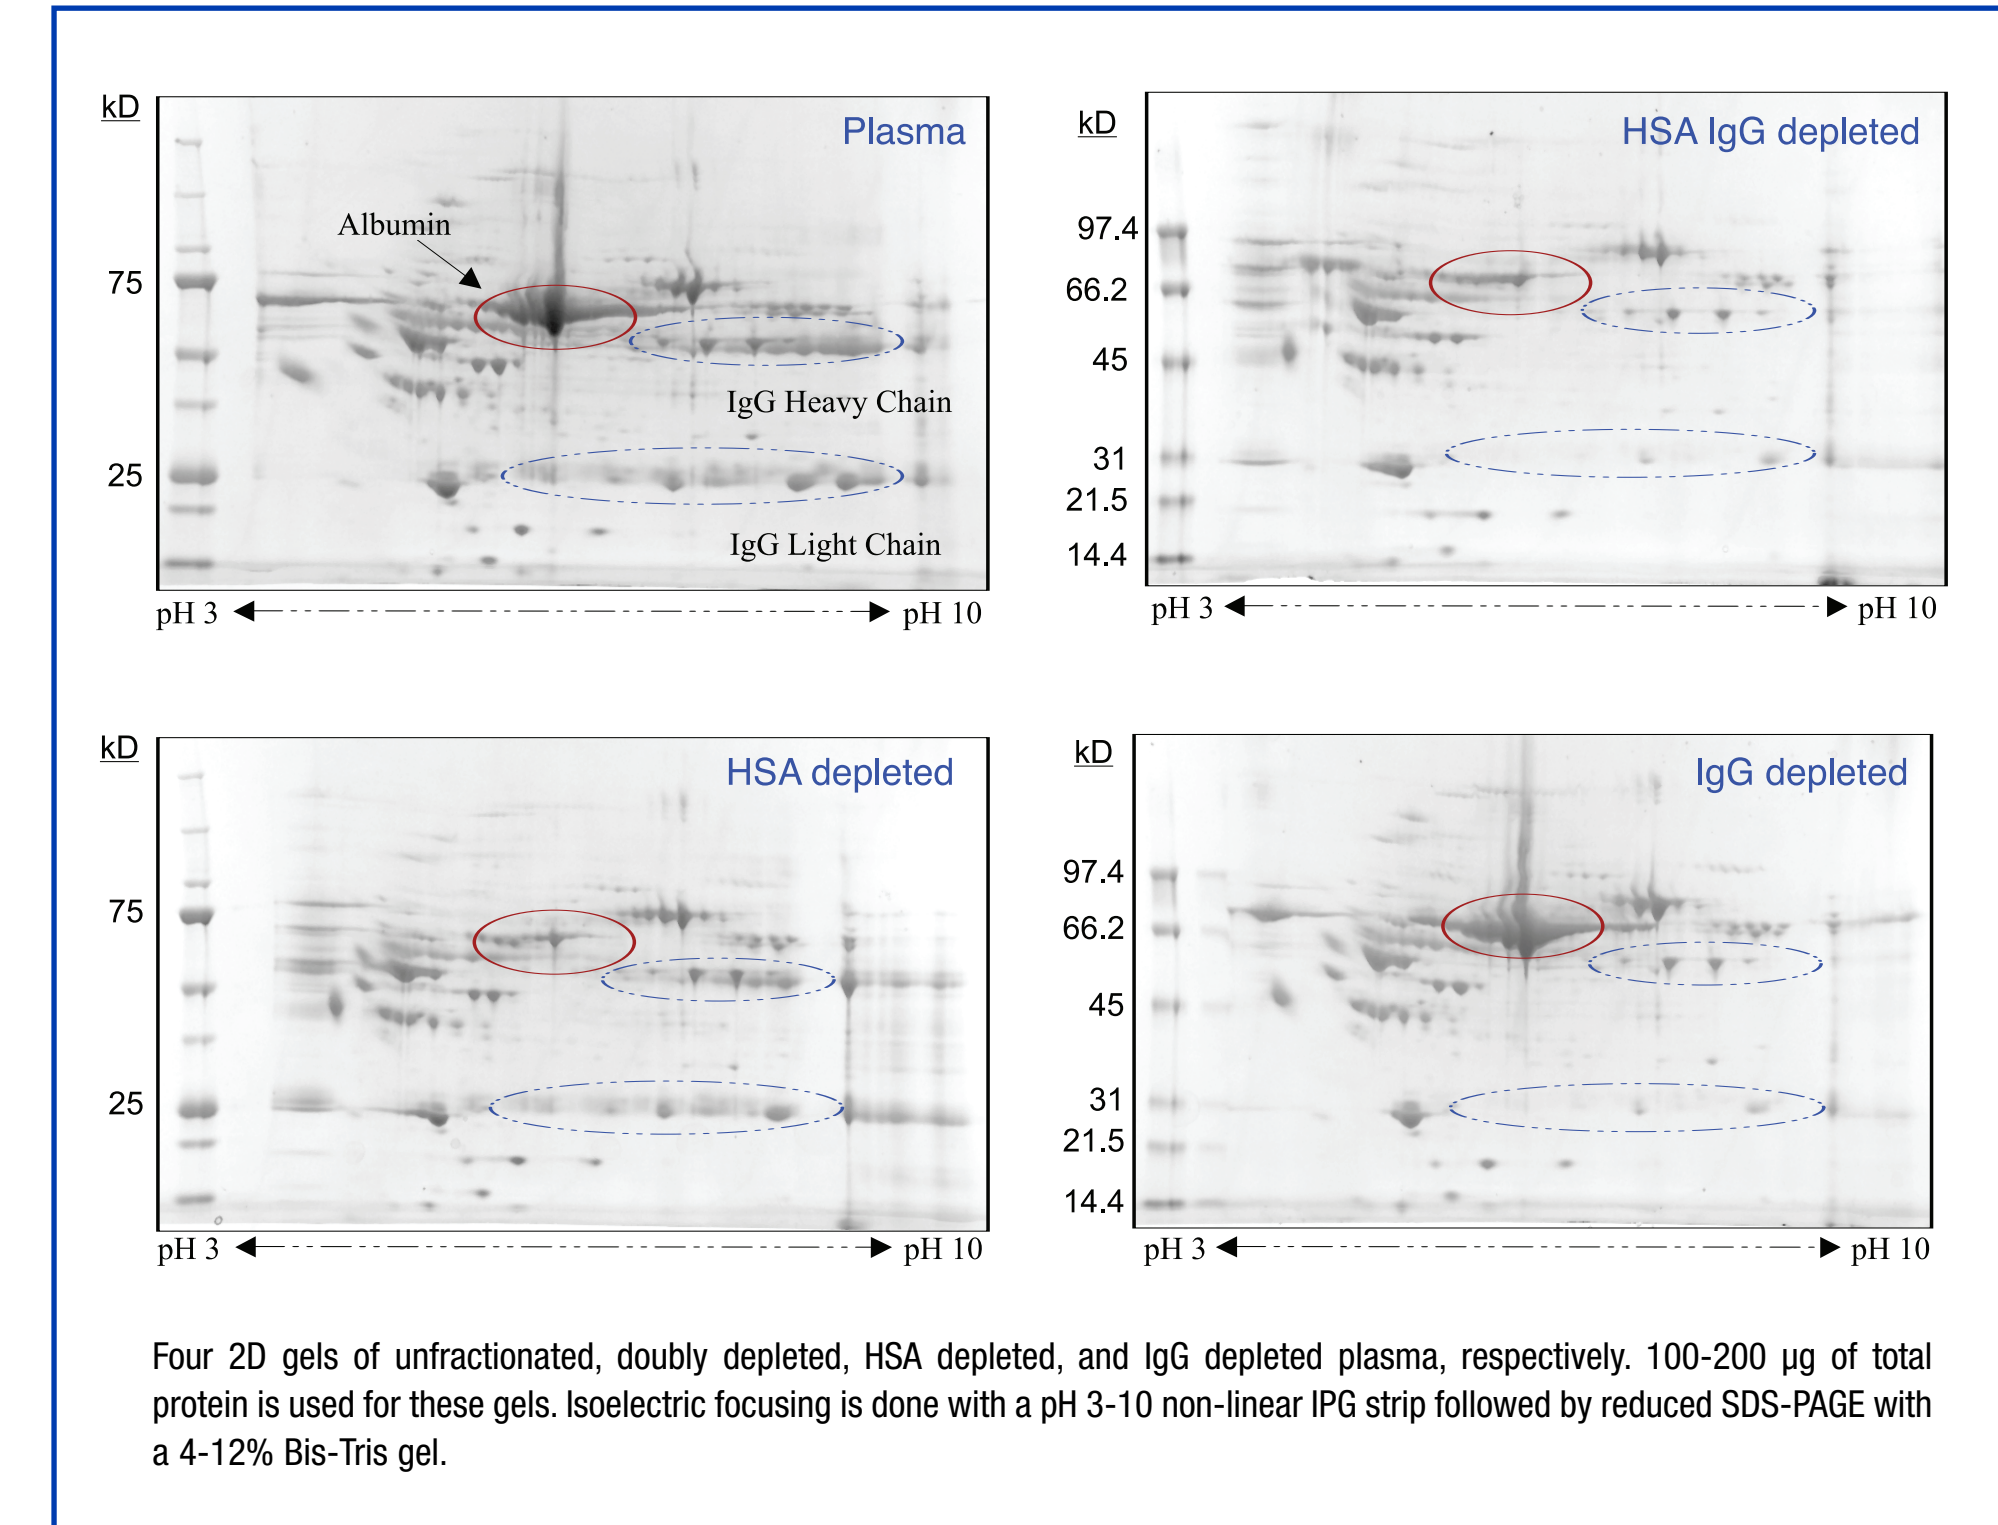 kD
Plasma
Albumin
75
IgG Heavy Chain
25
IgG Light Chain
pH 3
pH 10
kD
HSA IgG depleted
97.4
66.2
45
31
21.5
14.4
pH 3
pH 10
kD
HSA depleted
75
25
pH 3
pH 10
kD
IgG depleted
97.4
66.2
45
31
21.5
14.4
pH 3
pH 10
Four 2D gels of unfractionated, doubly depleted, HSA depleted, and IgG depleted plasma, respectively. 100-200 µg of total
protein is used for these gels. Isoelectric focusing is done with a pH 3-10 non-linear IPG strip followed by reduced SDS-PAGE with
a 4-12% Bis-Tris gel.